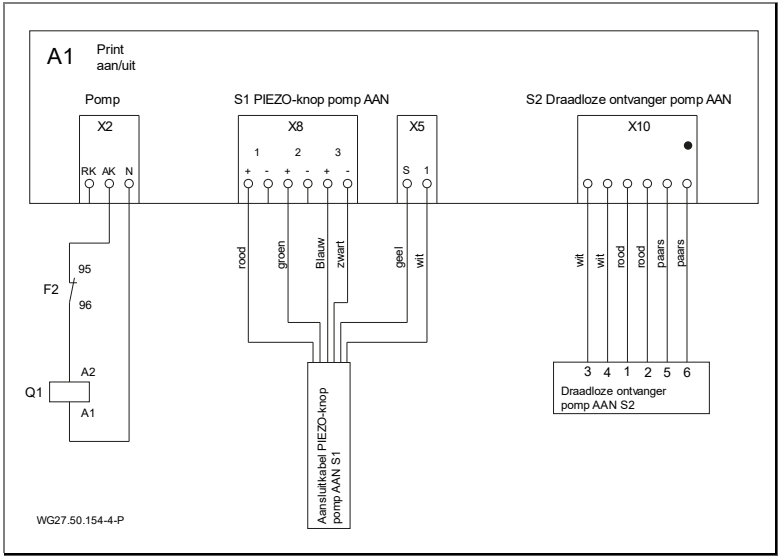 A1 Print
aan/uit
Pomp
S1 PIEZO-knop pomp AAN
S2 Draadloze ontvanger pomp AAN
X2
X8
X5
X10
1 2 3
RK AK N
+ - + - + -
S 1
rood
groen
Blauw
zwart
geel
wit
wit
wit
rood
rood
paars
paars
95
F2
96
A2
Q1
A1
3 4 1 2 5 6
Draadloze ontvanger
pomp AAN S2
Aansluitkabel PIEZO-knop
pomp AAN S1
WG27.50.154-4-P